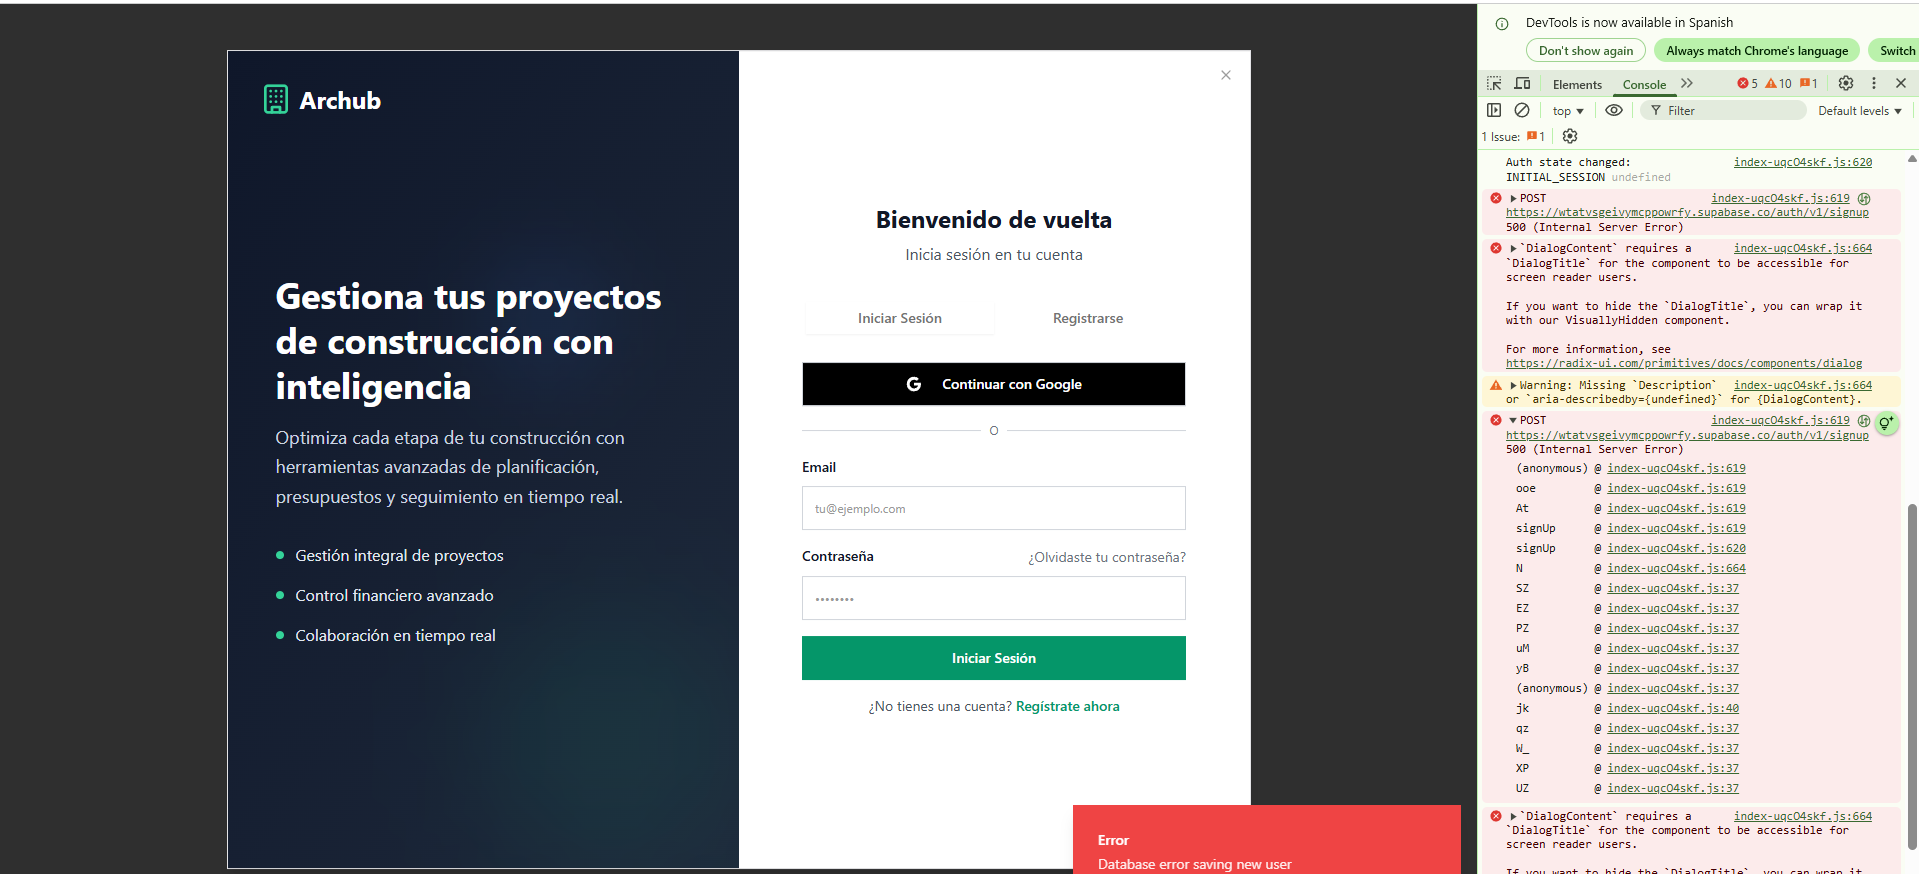 Archub
Gestiona tus proyectos
de construcción con
inteligencia
Optimiza cada etapa de tu construcción con
herramientas avanzadas de planificación,
presupuestos y seguimiento en tiempo real.
Gestión integral de proyectos
Control financiero avanzado
Colaboración en tiempo real
Bienvenido de vuelta
Inicia sesión en tu cuenta
Iniciar Sesión Registrarse
G Continuar con Google
O
Email
tu@ejemplo.com
Contraseña ¿Olvidaste tu contraseña?
••••••••
Iniciar Sesión
¿No tienes una cuenta? Regístrate ahora
Error
Database error saving new user
DevTools is now available in Spanish
Don't show again Always match Chrome's language Switch
Elements Console 5 10 1
top Filter Default levels
1 Issue: 1
Auth state changed: index-uqcO4skf.js:620
INITIAL_SESSION undefined
POST index-uqcO4skf.js:619
https://wtatvsgeivymcppowrfy.supabase.co/auth/v1/signup
500 (Internal Server Error)
`DialogContent` requires a index-uqcO4skf.js:664
`DialogTitle` for the component to be accessible for
screen reader users.
If you want to hide the `DialogTitle`, you can wrap it
with our VisuallyHidden component.
For more information, see
https://radix-ui.com/primitives/docs/components/dialog
Warning: Missing `Description` index-uqcO4skf.js:664
or `aria-describedby={undefined}` for {DialogContent}.
POST index-uqcO4skf.js:619
https://wtatvsgeivymcppowrfy.supabase.co/auth/v1/signup
500 (Internal Server Error)
(anonymous) @ index-uqcO4skf.js:619
ooe @ index-uqcO4skf.js:619
At @ index-uqcO4skf.js:619
signUp @ index-uqcO4skf.js:619
signUp @ index-uqcO4skf.js:620
N @ index-uqcO4skf.js:664
SZ @ index-uqcO4skf.js:37
EZ @ index-uqcO4skf.js:37
PZ @ index-uqcO4skf.js:37
uM @ index-uqcO4skf.js:37
yB @ index-uqcO4skf.js:37
(anonymous) @ index-uqcO4skf.js:37
jk @ index-uqcO4skf.js:40
qz @ index-uqcO4skf.js:37
W_ @ index-uqcO4skf.js:37
XP @ index-uqcO4skf.js:37
UZ @ index-uqcO4skf.js:37
`DialogContent` requires a index-uqcO4skf.js:664
`DialogTitle` for the component to be accessible for
screen reader users.
If you want to hide the `DialogTitle`, you can wrap it